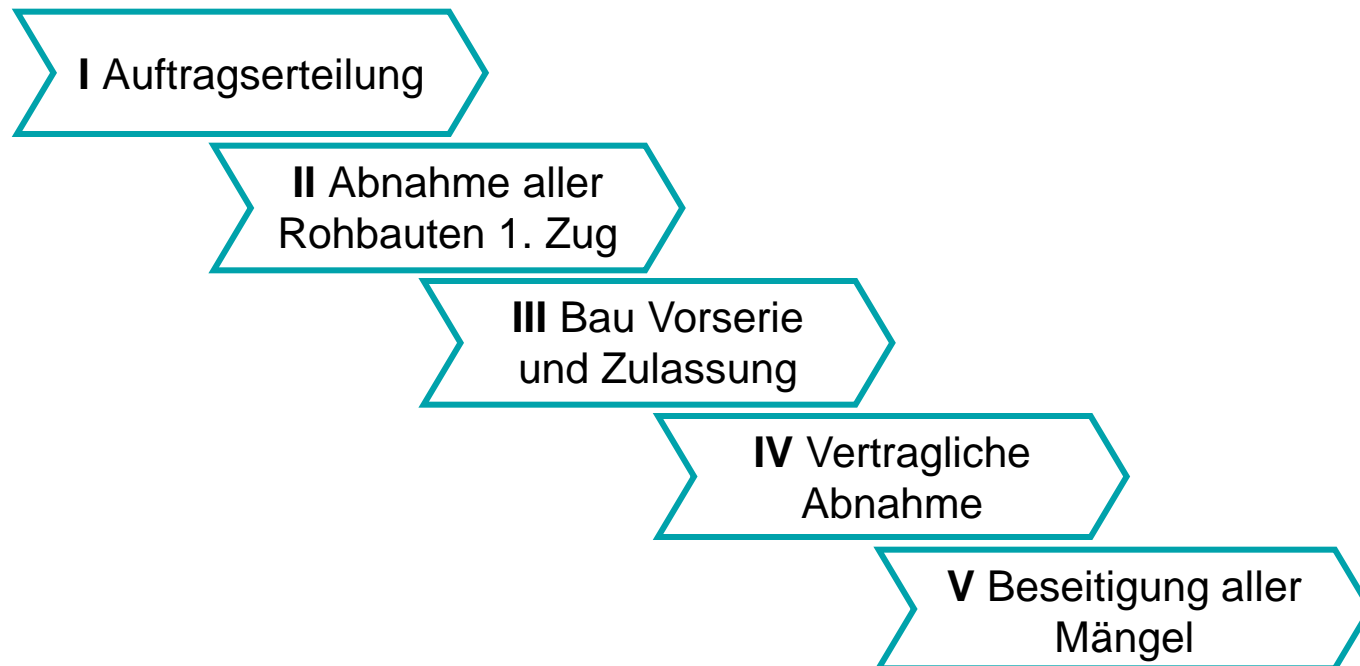 I Auftragserteilung
II Abnahme aller
Rohbauten 1. Zug
III Bau Vorserie
und Zulassung
IV Vertragliche
Abnahme
V Beseitigung aller
Mängel